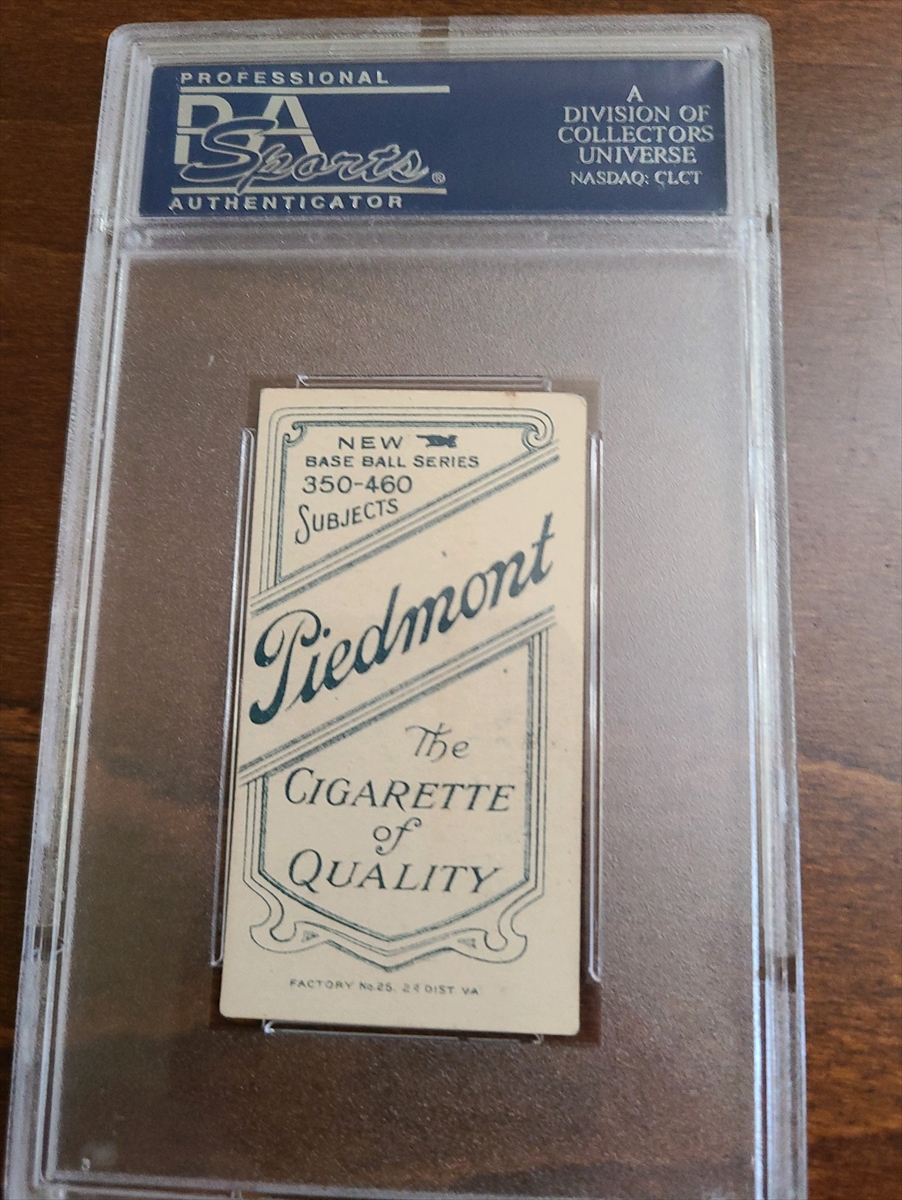 PROFESSIONAL
PSA
Sports®
AUTHENTICATOR
A
DIVISION OF
COLLECTORS
UNIVERSE
NASDAQ: CLCT
NEW
BASE BALL SERIES
350-460
SUBJECTS
Piedmont
The
CIGARETTE
of
QUALITY
FACTORY No.25. 2d DIST. VA